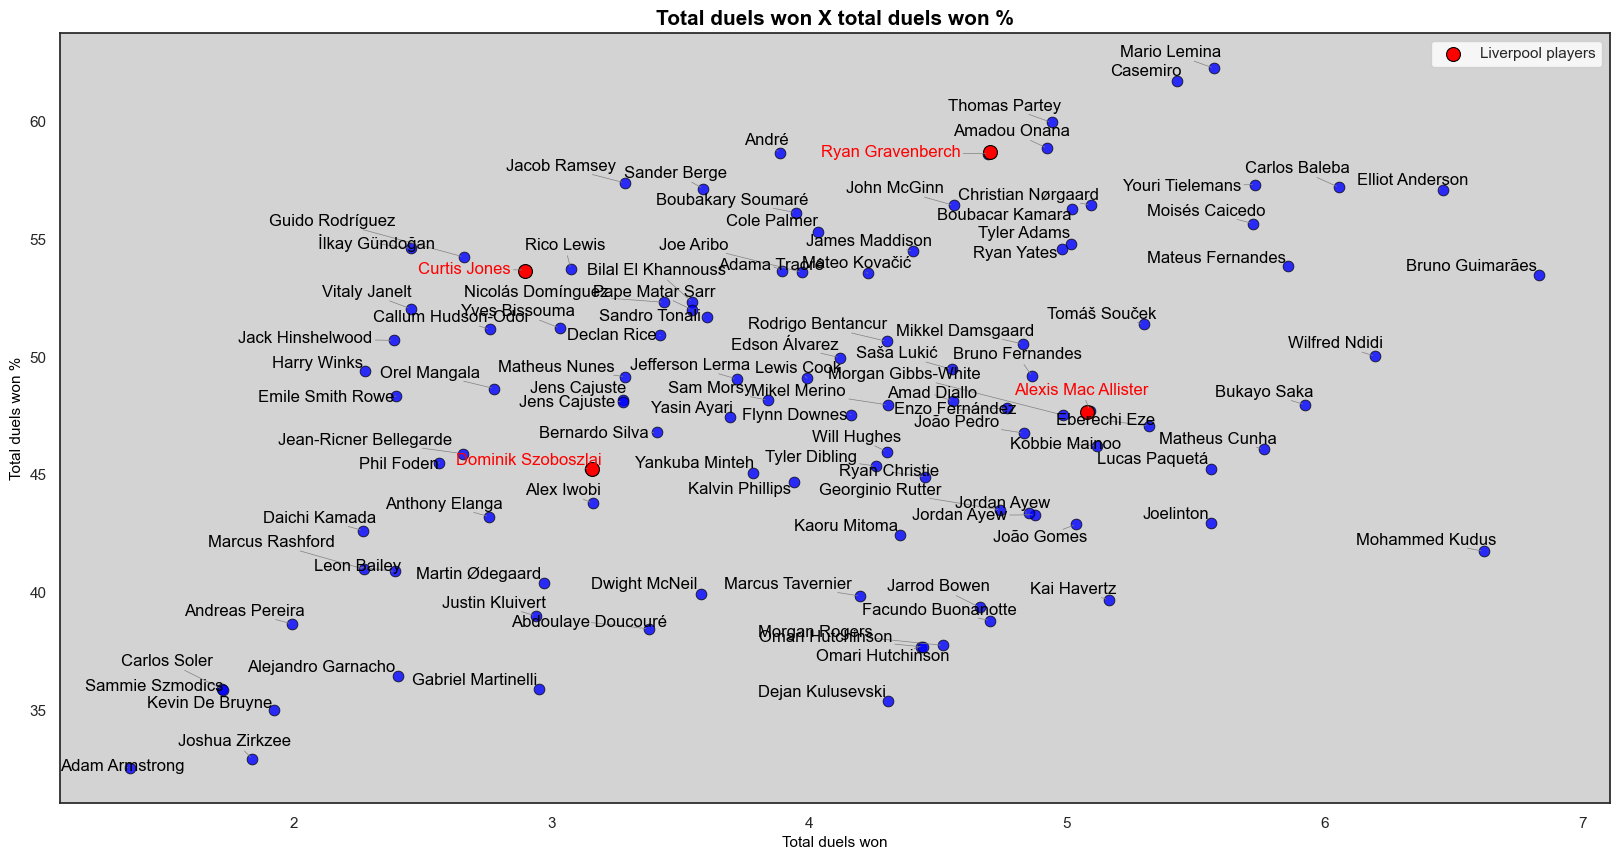 Total duels won X total duels won %
Liverpool players
Mario Lemina
Casemiro
Thomas Partey
Amadou Onana
André
Ryan Gravenberch
Jacob Ramsey
Sander Berge
Carlos Baleba
Elliot Anderson
John McGinn
Christian Nørgaard
Youri Tielemans
Boubakary Soumaré
Moisés Caicedo
Boubacar Kamara
Guido Rodríguez
Cole Palmer
Tyler Adams
İlkay Gündoğan
Rico Lewis
Joe Aribo
James Maddison
Ryan Yates
Mateus Fernandes
Bruno Guimarães
Curtis Jones
Bilal El Khannouss
Adama Traoré
Mateo Kovačić
Vitaly Janelt
Nicolás Domínguez
Pape Matar Sarr
Yves Bissouma
Callum Hudson-Odoi
Sandro Tonali
Tomáš Souček
Jack Hinshelwood
Declan Rice
Rodrigo Bentancur
Mikkel Damsgaard
Wilfred Ndidi
Edson Álvarez
Saša Lukić
Bruno Fernandes
Harry Winks
Orel Mangala
Matheus Nunes
Jefferson Lerma
Lewis Cook
Morgan Gibbs-White
Jens Cajuste
Sam Morsy
Mikel Merino
Amad Diallo
Alexis Mac Allister
Bukayo Saka
Emile Smith Rowe
Jens Cajuste
Yasin Ayari
Flynn Downes
Enzo Fernández
João Pedro
Eberechi Eze
Jean-Ricner Bellegarde
Bernardo Silva
Will Hughes
Kobbie Mainoo
Matheus Cunha
Phil Foden
Dominik Szoboszlai
Yankuba Minteh
Tyler Dibling
Ryan Christie
Lucas Paquetá
Alex Iwobi
Kalvin Phillips
Georginio Rutter
Anthony Elanga
Jordan Ayew
Jordan Ayew
Joelinton
Daichi Kamada
Kaoru Mitoma
João Gomes
Mohammed Kudus
Marcus Rashford
Leon Bailey
Martin Ødegaard
Dwight McNeil
Marcus Tavernier
Jarrod Bowen
Kai Havertz
Andreas Pereira
Justin Kluivert
Abdoulaye Doucouré
Facundo Buonanotte
Morgan Rogers
Omari Hutchinson
Omari Hutchinson
Carlos Soler
Alejandro Garnacho
Gabriel Martinelli
Sammie Szmodics
Kevin De Bruyne
Dejan Kulusevski
Joshua Zirkzee
Adam Armstrong
60
55
50
45
40
35
Total duels won %
2
3
4
5
6
7
Total duels won